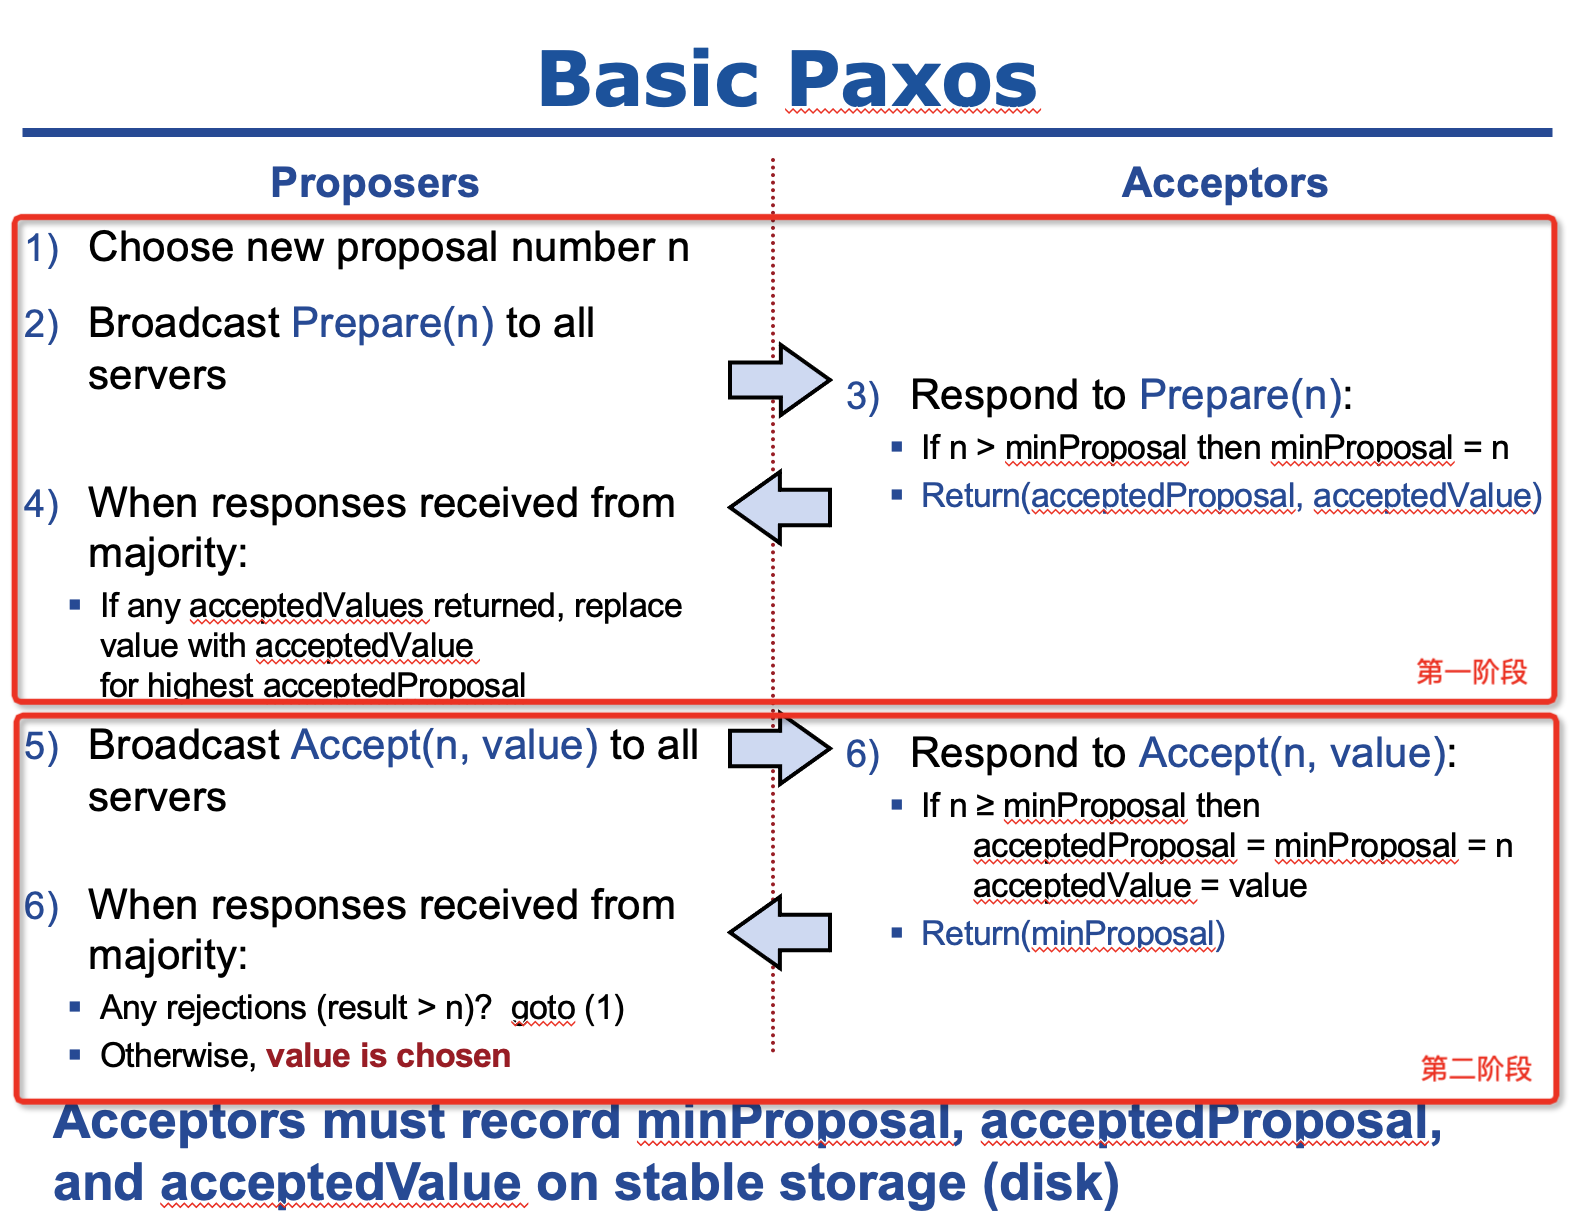 Basic Paxos
Proposers
Acceptors
1) Choose new proposal number n
2) Broadcast Prepare(n) to all
servers
3) Respond to Prepare(n):
▪ If n > minProposal then minProposal = n
▪ Return(acceptedProposal, acceptedValue)
4) When responses received from
majority:
▪ If any acceptedValues returned, replace
value with acceptedValue
for highest acceptedProposal
第一阶段
5) Broadcast Accept(n, value) to all
servers
6) Respond to Accept(n, value):
▪ If n ≥ minProposal then
acceptedProposal = minProposal = n
acceptedValue = value
▪ Return(minProposal)
6) When responses received from
majority:
▪ Any rejections (result > n)? goto (1)
▪ Otherwise, value is chosen
第二阶段
Acceptors must record minProposal, acceptedProposal,
and acceptedValue on stable storage (disk)